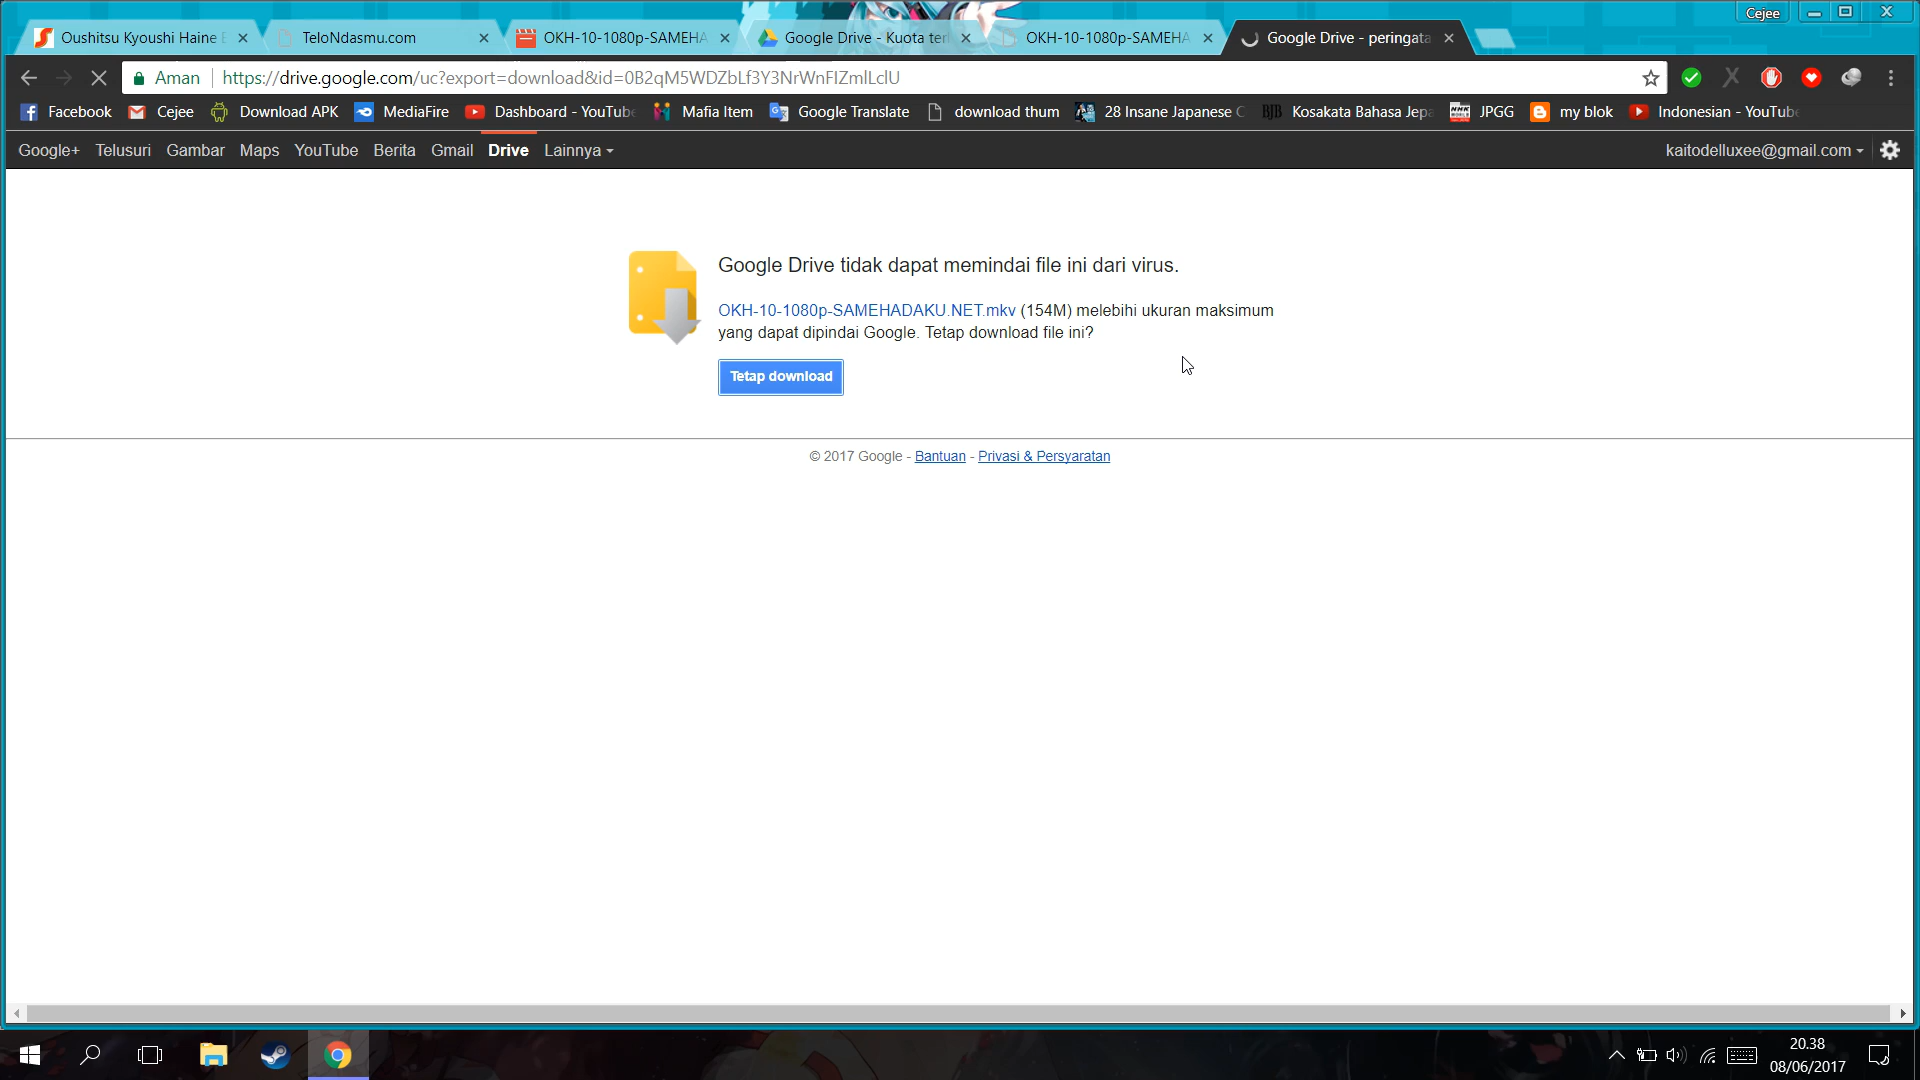 Cejee
Oushitsu Kyoushi Haine
TeloNdasmu.com
OKH-10-1080p-SAMEHA
Google Drive - Kuota ter
OKH-10-1080p-SAMEHA
Google Drive - peringata
Aman
https://drive.google.com/uc?export=download&id=0B2qM5WDZbLf3Y3NrWnFIZmlLclU
Facebook
Cejee
Download APK
MediaFire
Dashboard - YouTub
Mafia Item
Google Translate
download thum
28 Insane Japanese
BJB
Kosakata Bahasa Jepa
JPGG
my blok
Indonesian - YouTub
Google+ Telusuri Gambar Maps YouTube Berita Gmail Drive Lainnya
kaitodelluxee@gmail.com
Google Drive tidak dapat memindai file ini dari virus.
OKH-10-1080p-SAMEHADAKU.NET.mkv (154M) melebihi ukuran maksimum
yang dapat dipindai Google. Tetap download file ini?
Tetap download
© 2017 Google - Bantuan - Privasi & Persyaratan
20.38
08/06/2017